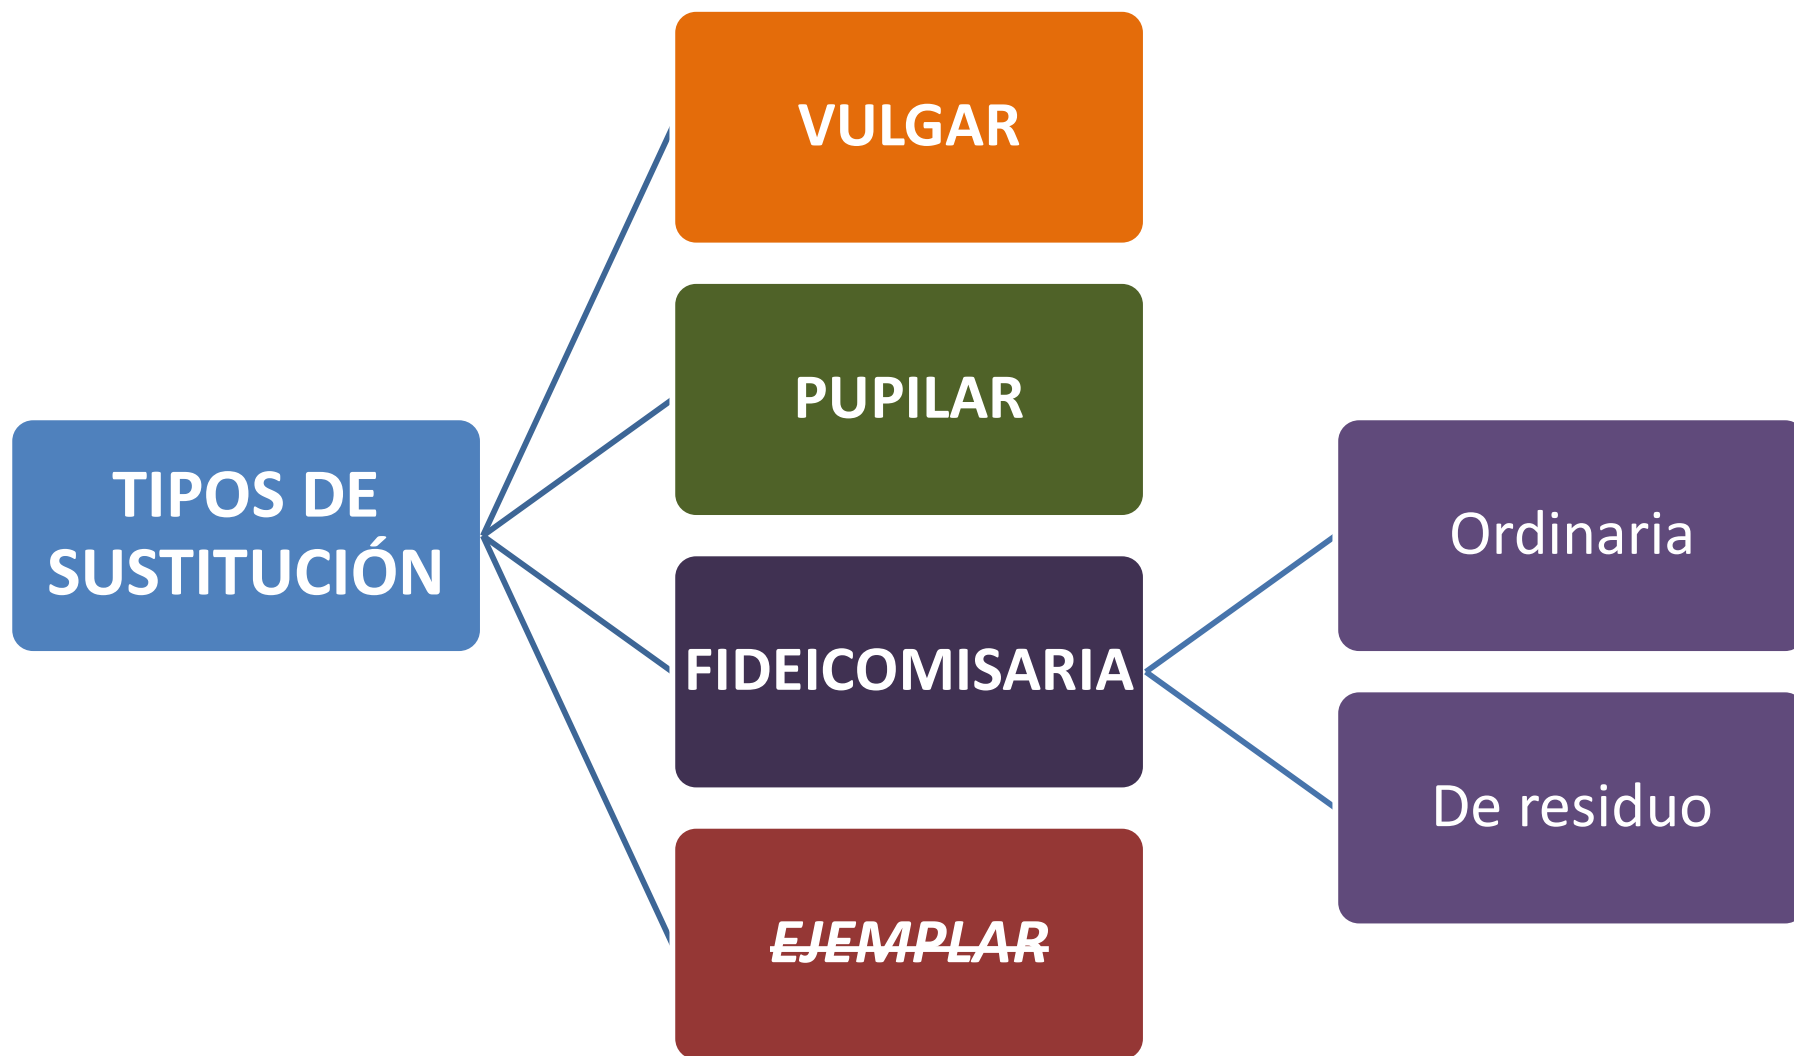 TIPOS DE
SUSTITUCIÓN
VULGAR
PUPILAR
FIDEICOMISARIA
EJEMPLAR
Ordinaria
De residuo